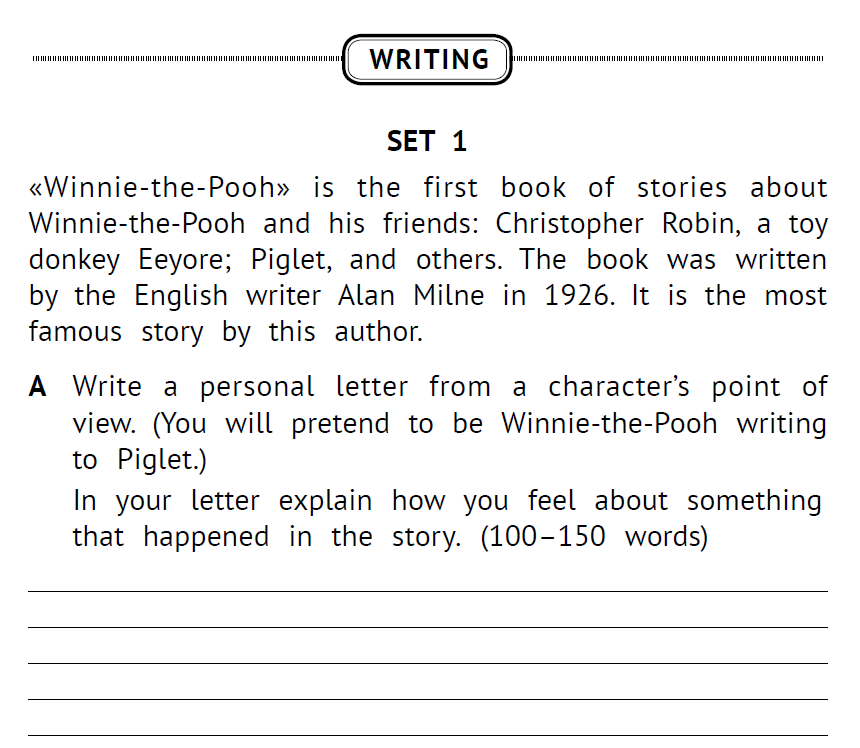 WRITING
SET 1
«Winnie-the-Pooh» is the first book of stories about
Winnie-the-Pooh and his friends: Christopher Robin, a toy
donkey Eeyore; Piglet, and others. The book was written
by the English writer Alan Milne in 1926. It is the most
famous story by this author.
A Write a personal letter from a character’s point of
view. (You will pretend to be Winnie-the-Pooh writing
to Piglet.)
In your letter explain how you feel about something
that happened in the story. (100–150 words)